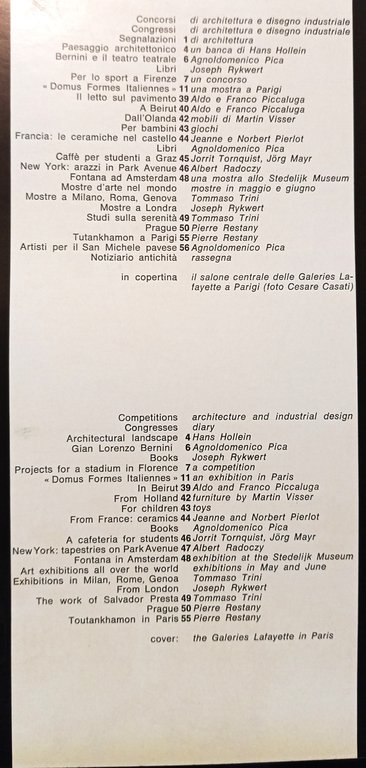 Concorsi di architettura e disegno industriale
Congressi di architettura e disegno industriale
Segnalazioni 1 di architettura
Paesaggio architettonico 4 un banca di Hans Hollein
Bernini e il teatro teatrale 6 Agnoldomenico Pica
Libri Joseph Rykwert
Per lo sport a Firenze 7 un concorso
« Domus Formes Italiennes » 11 una mostra a Parigi
Il letto sul pavimento 39 Aldo e Franco Piccaluga
A Beirut 40 Aldo e Franco Piccaluga
Dall'Olanda 42 mobili di Martin Visser
Per bambini 43 giochi
Francia: le ceramiche nel castello 44 Jeanne e Norbert Pierlot
Libri Agnoldomenico Pica
Caffè per studenti a Graz 45 Jorrit Tornquist, Jörg Mayr
New York: arazzi in Park Avenue 46 Albert Radoczy
Fontana ad Amsterdam 48 una mostra allo Stedelijk Museum
Mostre d'arte nel mondo mostre in maggio e giugno
Mostre a Milano, Roma, Genova Tommaso Trini
Mostre a Londra Joseph Rykwert
Studi sulla serenità 49 Tommaso Trini
Prague 50 Pierre Restany
Tutankhamon a Parigi 55 Pierre Restany
Artisti per il San Michele pavese 56 Agnoldomenico Pica
Notiziario antichità rassegna
in copertina il salone centrale delle Galeries La-
fayette a Parigi (foto Cesare Casati)
Competitions architecture and industrial design
Congresses diary
Architectural landscape 4 Hans Hollein
Gian Lorenzo Bernini 6 Agnoldomenico Pica
Books Joseph Rykwert
Projects for a stadium in Florence 7 a competition
« Domus Formes Italiennes » 11 an exhibition in Paris
In Beirut 39 Aldo and Franco Piccaluga
From Holland 42 furniture by Martin Visser
For children 43 toys
From France: ceramics 44 Jeanne and Norbert Pierlot
Books Agnoldomenico Pica
A cafeteria for students 46 Jorrit Tornquist, Jörg Mayr
New York: tapestries on Park Avenue 47 Albert Radoczy
Fontana in Amsterdam 48 exhibition at the Stedelijk Museum
Art exhibitions all over the world exhibitions in May and June
Exhibitions in Milan, Rome, Genoa Tommaso Trini
From London Joseph Rykwert
The work of Salvador Presta 49 Tommaso Trini
Prague 50 Pierre Restany
Toutankhamon in Paris 55 Pierre Restany
cover: the Galeries Lafayette in Paris